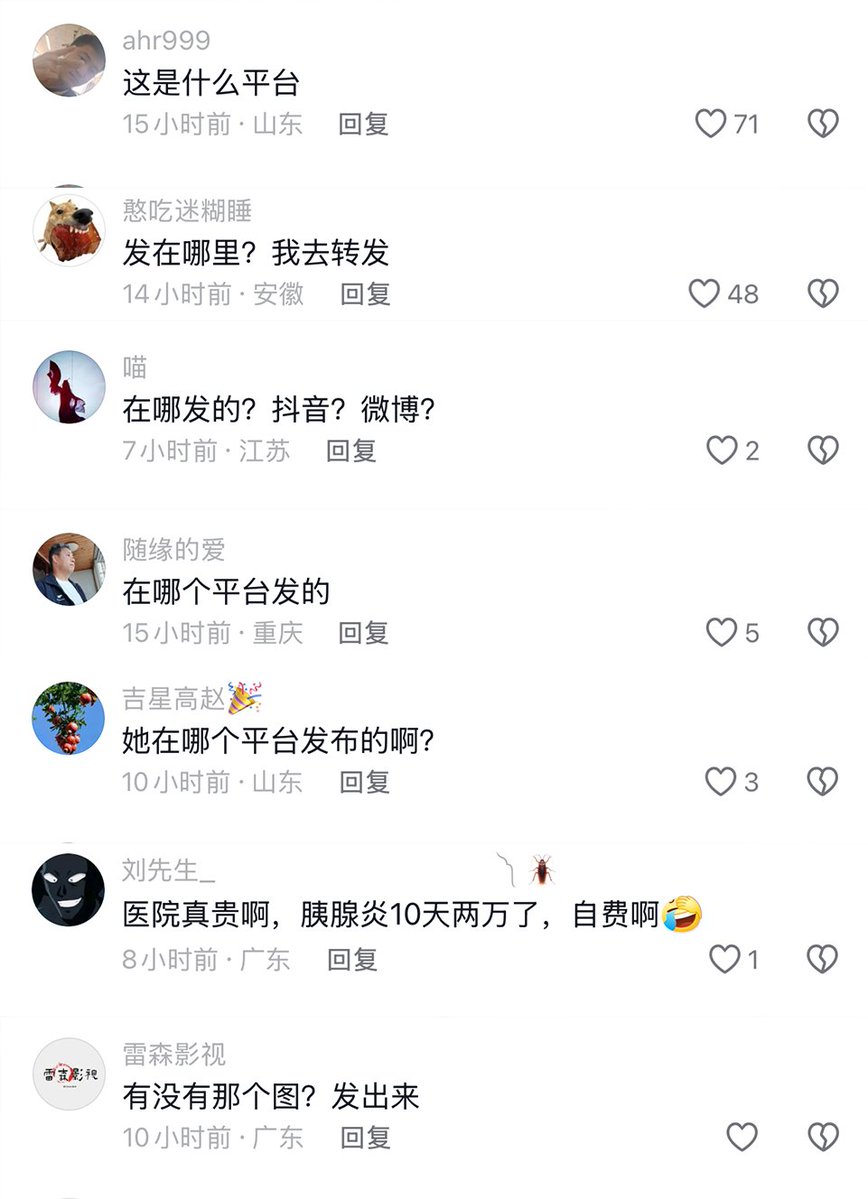 ahr999
这是什么平台
15小时前·山东 回复 71
憨吃迷糊睡
发在哪里？我去转发
14小时前·安徽 回复 48
喵
在哪发的？抖音？微博？
7小时前·江苏 回复 2
随缘的爱
在哪个平台发的
15小时前·重庆 回复 5
吉星高赵🎉
她在哪个平台发布的啊？
10小时前·山东 回复 3
刘先生_
医院真贵啊，胰腺炎10天两万了，自费啊🤣
8小时前·广东 回复 1
雷森影视
雷森影视
有没有那个图？发出来
10小时前·广东 回复